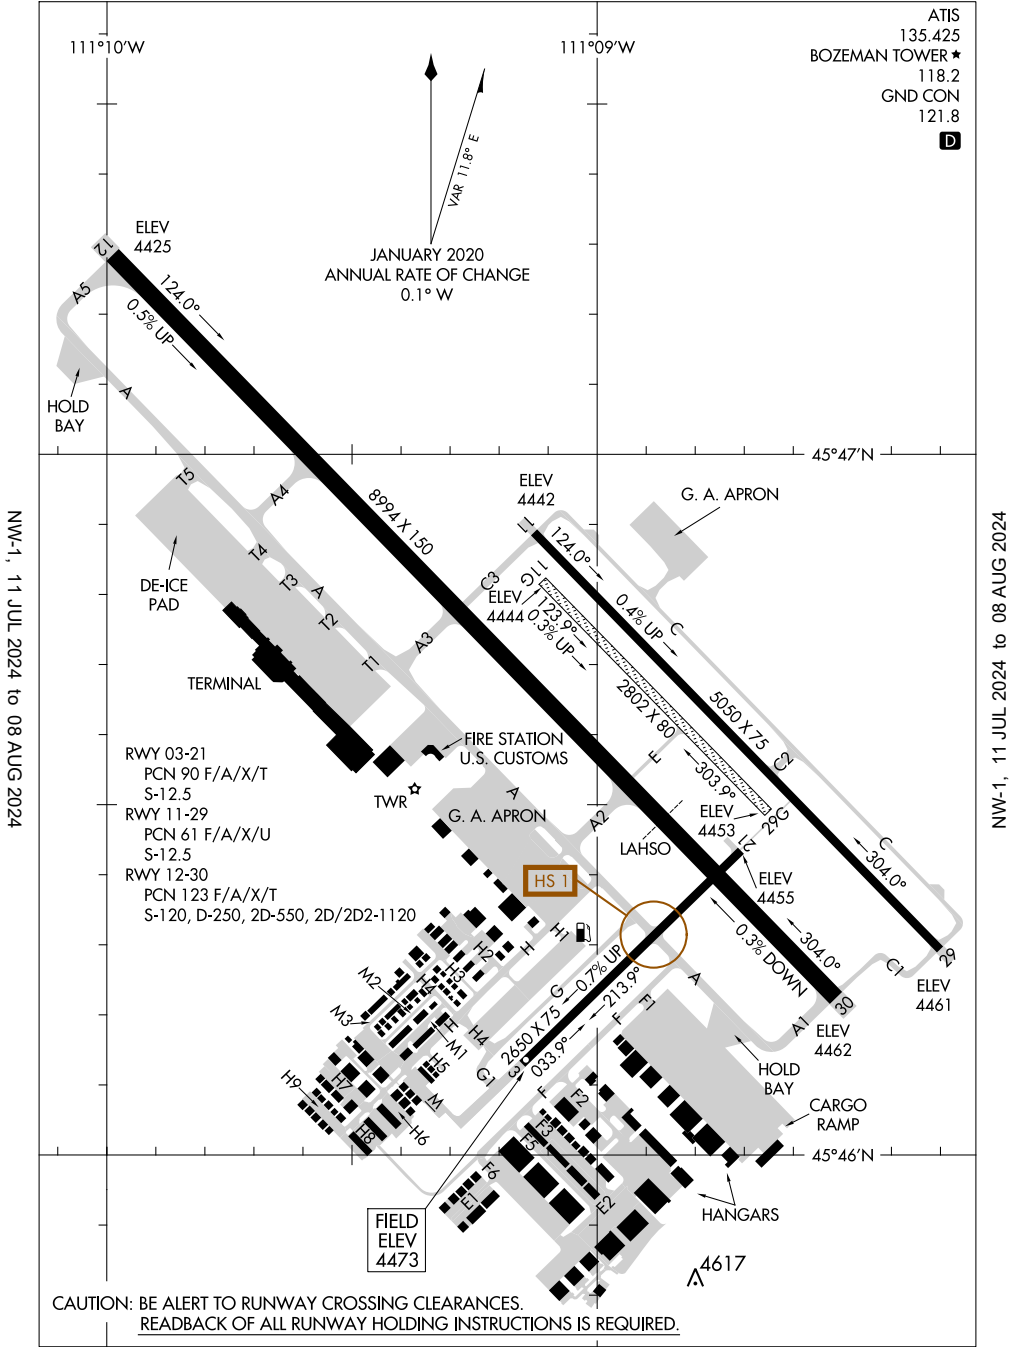 ATIS
135.425
BOZEMAN TOWER ★
118.2
GND CON
121.8
D
111°10'W
111°09'W
VAR 11.8° E
JANUARY 2020
ANNUAL RATE OF CHANGE
0.1° W
ELEV
4425
12
A5
124.0°
0.5% UP
HOLD
BAY
A
45°47'N
T5
A4
8994 X 150
ELEV
4442
G. A. APRON
11
124.0°
DE-ICE
PAD
T4
T3
A
T2
T1
C3
11G
ELEV
4444
123.9°
0.3% UP
0.4% UP
C
A3
TERMINAL
2802 X 80
5050 X 75
FIRE STATION
U.S. CUSTOMS
RWY 03-21
PCN 90 F/A/X/T
S-12.5
RWY 11-29
PCN 61 F/A/X/U
S-12.5
RWY 12-30
PCN 123 F/A/X/T
S-120, D-250, 2D-550, 2D/2D2-1120
E
303.9°
C2
TWR
A
G. A. APRON
A2
ELEV
4453
29G
LAHSO
21
C
304.0°
HS 1
ELEV
4455
H1
H
H2
H3
H4
M2
M3
G
0.7% UP
213.9°
A
0.3% DOWN
304.0°
C1
29
ELEV
4461
30
A1
ELEV
4462
H
M1
H4
2650 X 75
033.9°
F1
F
HOLD
BAY
H5
G1
3
H7
H9
M
H6
H8
F
F2
F3
F5
CARGO
RAMP
45°46'N
F6
E1
E2
HANGARS
FIELD
ELEV
4473
4617
CAUTION: BE ALERT TO RUNWAY CROSSING CLEARANCES.
READBACK OF ALL RUNWAY HOLDING INSTRUCTIONS IS REQUIRED.
NW-1, 11 JUL 2024 to 08 AUG 2024
NW-1, 11 JUL 2024 to 08 AUG 2024